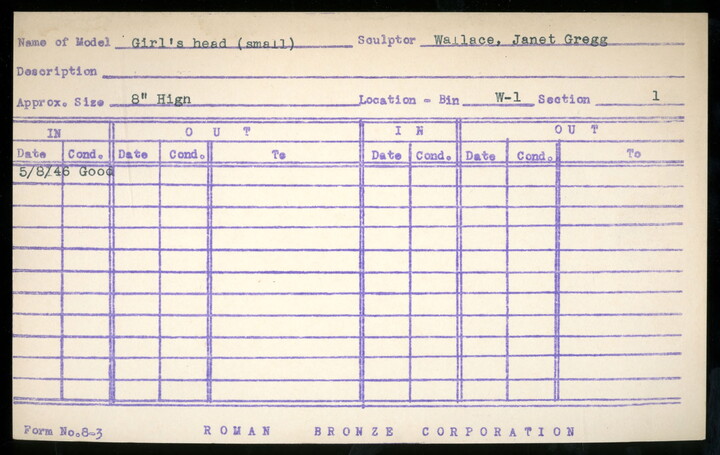 Name of Model Girl's head (small) Sculptor Wallace, Janet Gregg
Description
Approx. Size 8" Hign Location - Bin W-1 Section 1
IN OUT IN OUT
Date Cond. Date Cond. To Date Cond. Date Cond. To
5/8/46 Good
Form No.8-3 ROMAN BRONZE CORPORATION